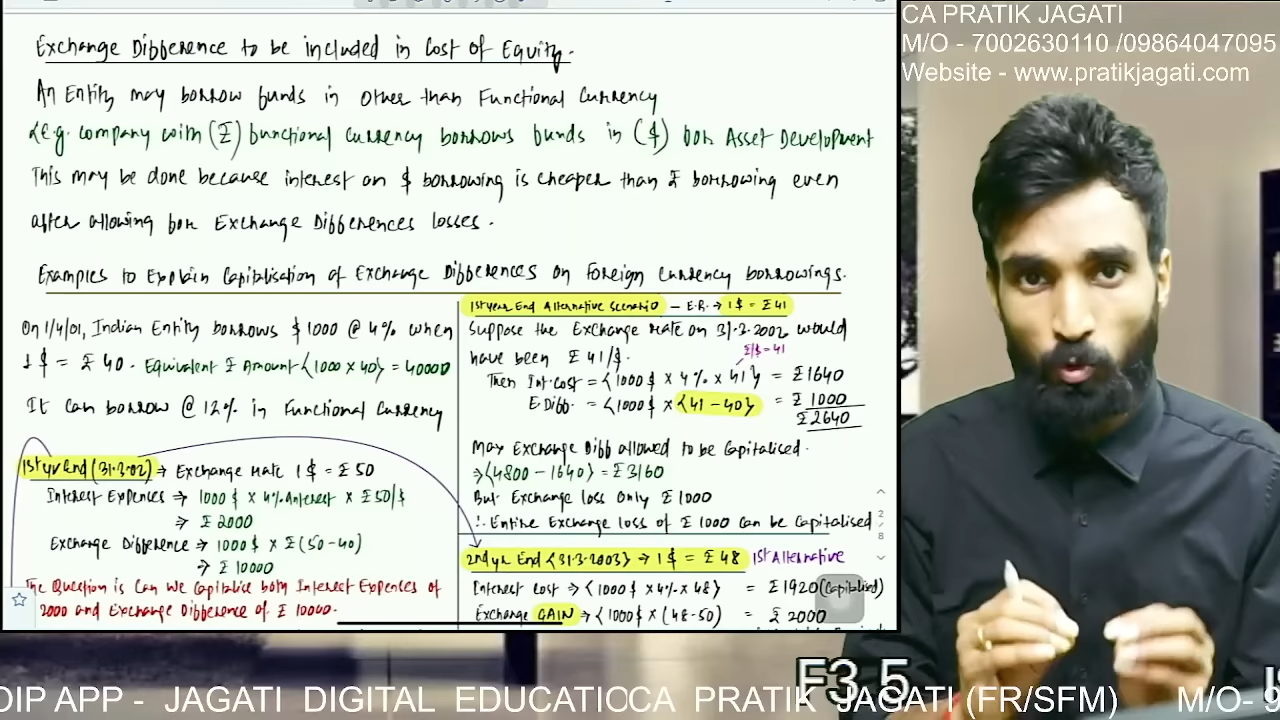 Exchange Difference to be included in Cost of Equity.
An Entity may borrow funds in Other than Functional Currency
(E.g. Company with (₹) functional Currency borrows funds in ($) for Asset Development
This may be done because interest on $ borrowing is cheaper than ₹ borrowing even
after allowing for Exchange Differences losses.
Examples to Explain Capitalisation of Exchange Differences on Foreign Currency borrowings.
On 1/4/01, Indian Entity borrows $1000 @ 4% when
1 $ = ₹ 40. Equivalent ₹ Amount (1000 x 40) = 40000
It can borrow @ 12% in Functional Currency
1st yr End (31.3.02) → Exchange Rate 1 $ = ₹ 50
Interest Expences → 1000 $ x 4% interest x ₹50/$
⇒ ₹ 2000
Exchange Difference → 1000 $ x ₹(50-40)
⇒ ₹ 10000
The Question is Can We Capitalise both Interest Expences of
2000 and Exchange Difference of ₹ 10000.
1st year End Alternative Scenario – E.R. → 1 $ = ₹ 41
Suppose the Exchange Rate on 31.3.2002 would
have been ₹ 41/$.
₹/$ = 41
Then Int. Cost = (1000 $ x 4% x 41) = ₹ 1640
E. Diff = (1000 $ x (41-40) = ₹ 1000
₹ 2640
Max Exchange Diff allowed to be Capitalised.
⇒ (4800 – 1640) = ₹ 3160
But Exchange loss Only ₹ 1000
∴ Entire Exchange loss of ₹ 1000 can be Capitalised
2nd yr End (31.3.2003) → 1 $ = ₹ 48 1st Alternative
Interest Cost → (1000 $ x 4% x 48) = ₹ 1920 (Capitalised)
Exchange GAIN → (1000 $ x (48-50) = ₹ 2000
2
8
CA PRATIK JAGATI
M/O - 7002630110 /09864047095
Website - www.pratikjagati.com
F3.5
DIP APP - JAGATI DIGITAL EDUCATIO
CA PRATIK JAGATI (FR/SFM) M/O- 9